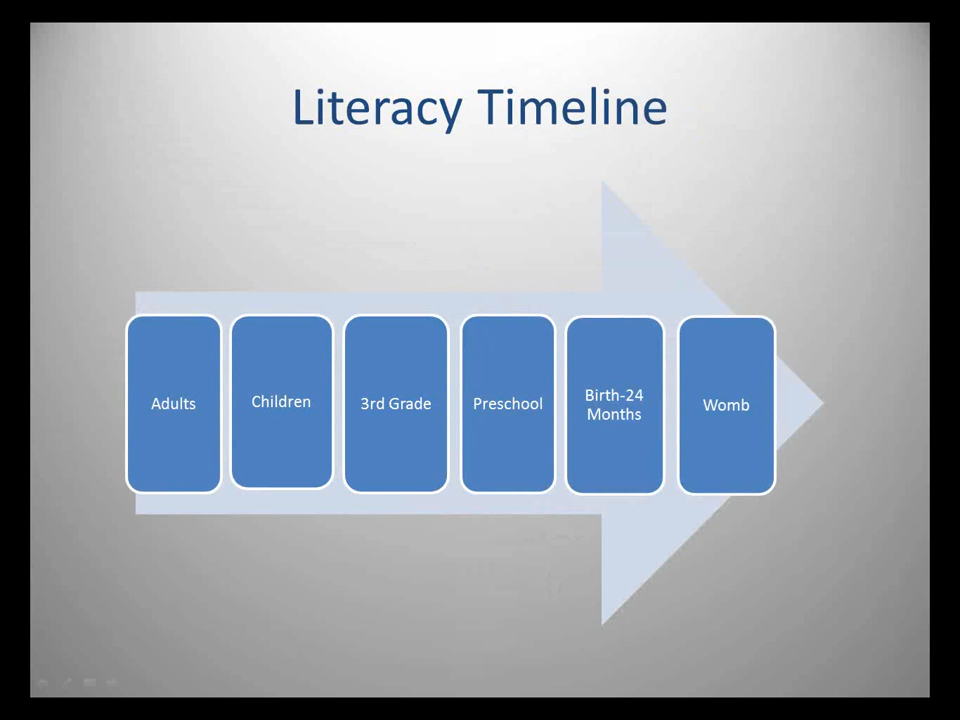 Literacy Timeline
Adults
Children
3rd Grade
Preschool
Birth-24
Months
Womb